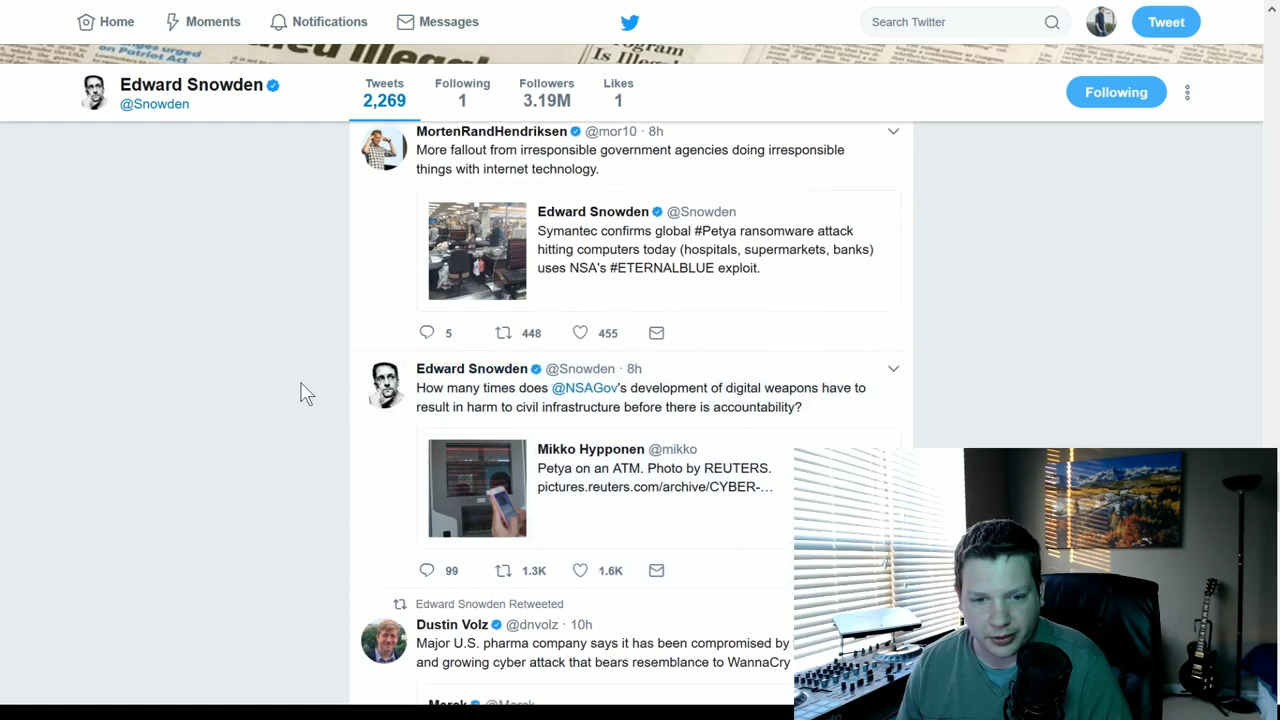 Home
Moments
Notifications
Messages
Search Twitter
Tweet
on Patriot Act
Is Illegal
Edward Snowden
@Snowden
Tweets
2,269
Following
1
Followers
3.19M
Likes
1
Following
MortenRandHendriksen @mor10 · 8h
More fallout from irresponsible government agencies doing irresponsible
things with internet technology.
Edward Snowden @Snowden
Symantec confirms global #Petya ransomware attack
hitting computers today (hospitals, supermarkets, banks)
uses NSA's #ETERNALBLUE exploit.
5 448 455
Edward Snowden @Snowden · 8h
How many times does @NSAGov's development of digital weapons have to
result in harm to civil infrastructure before there is accountability?
Mikko Hypponen @mikko
Petya on an ATM. Photo by REUTERS.
pictures.reuters.com/archive/CYBER-...
99 1.3K 1.6K
Edward Snowden Retweeted
Dustin Volz @dnvolz · 10h
Major U.S. pharma company says it has been compromised by
and growing cyber attack that bears resemblance to WannaCry